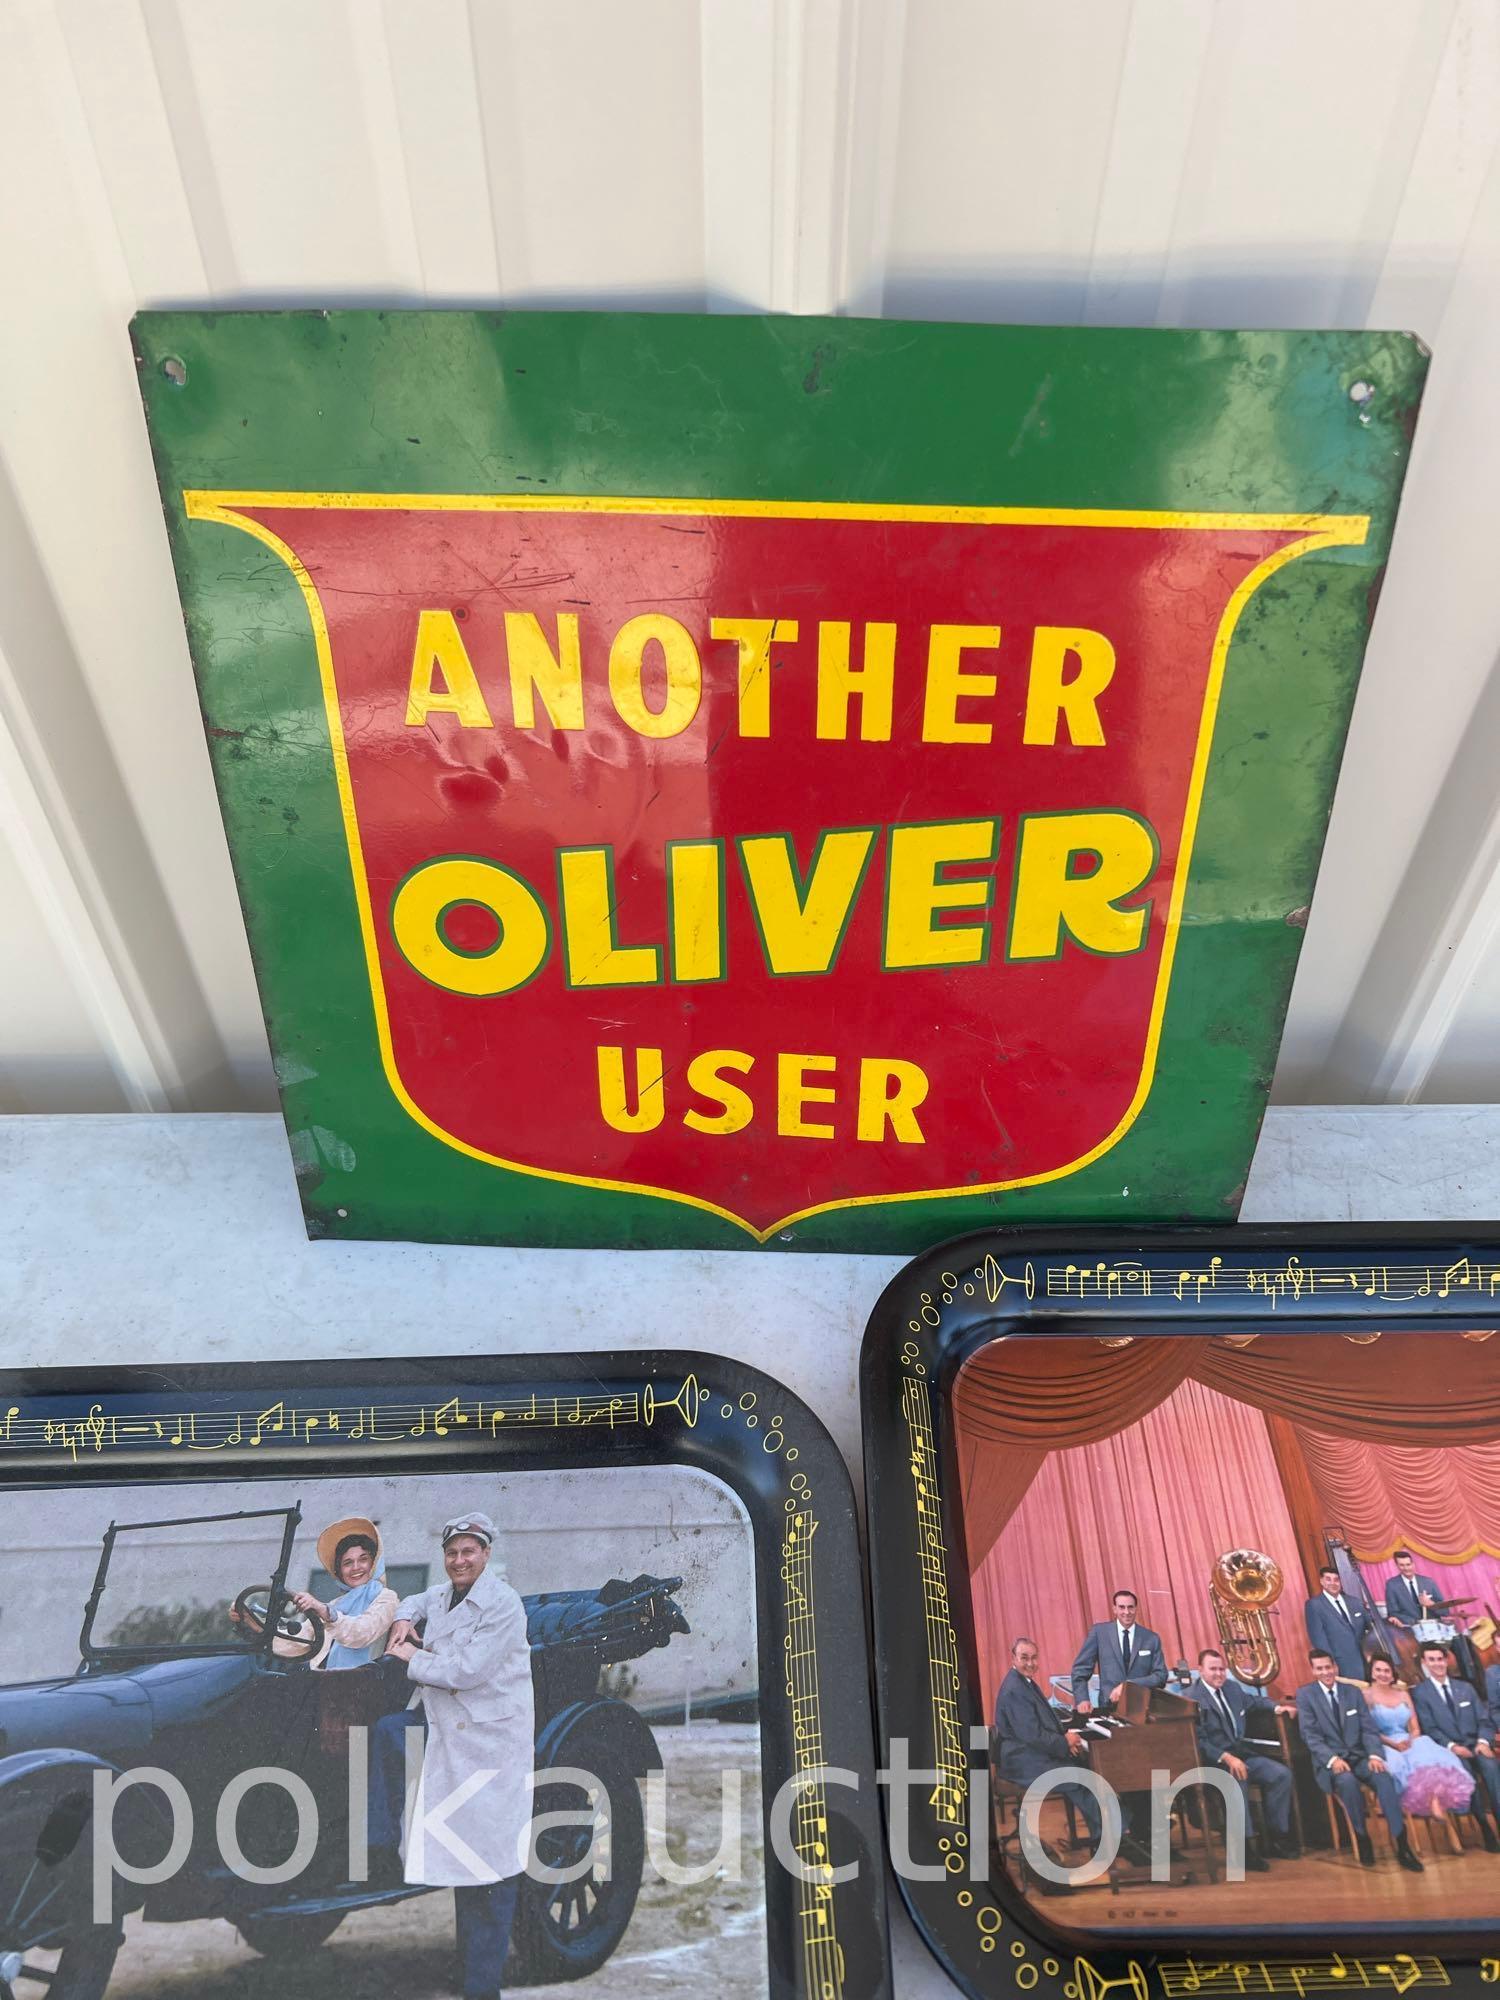 ANOTHER
OLIVER
USER
polkauction